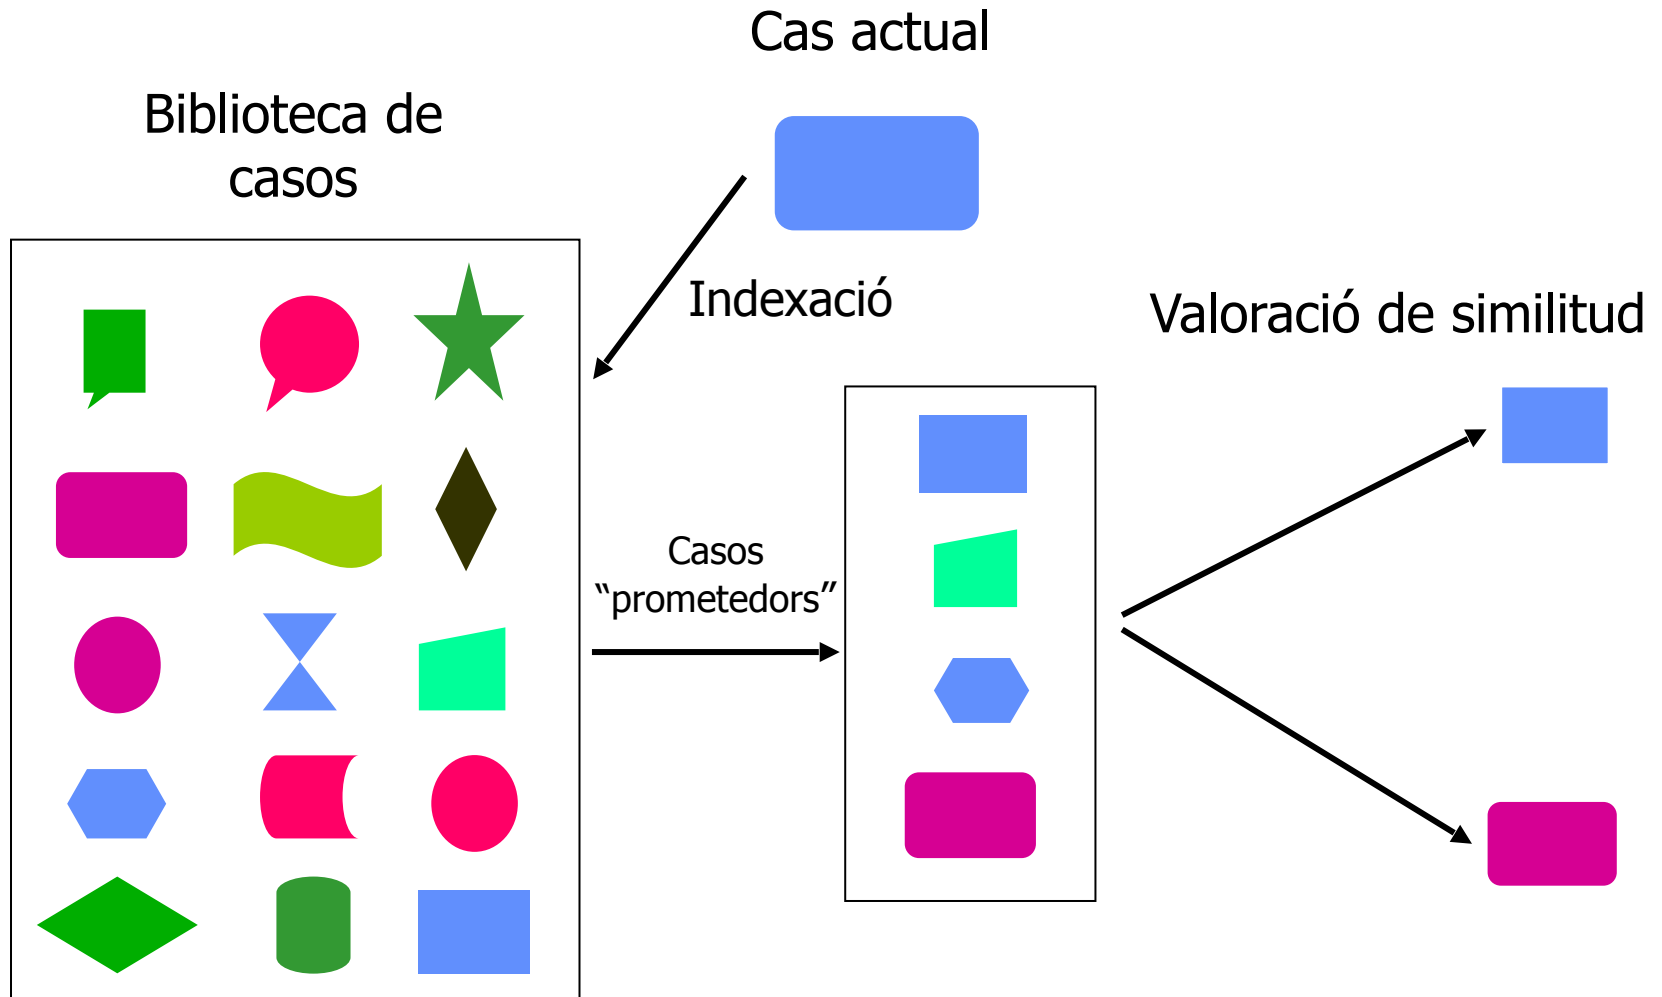 Cas actual
Biblioteca de
casos
Indexació
Valoració de similitud
Casos
“prometedors”